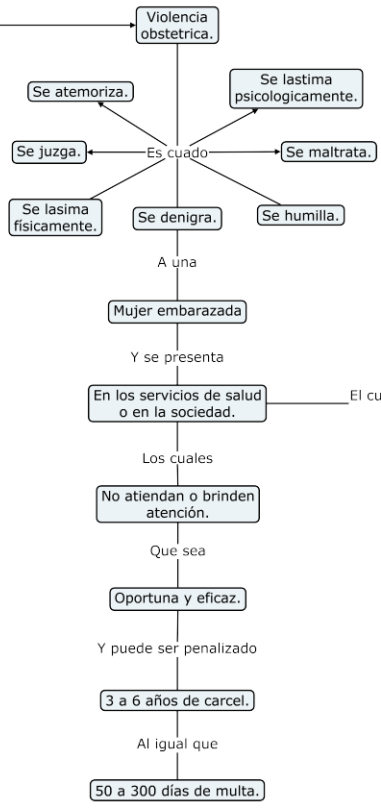 Violencia
obstetrica.
Se atemoriza.
Se lastima
psicologicamente.
Se juzga.
Es cuado
Se maltrata.
Se lasima
físicamente.
Se denigra.
Se humilla.
A una
Mujer embarazada
Y se presenta
En los servicios de salud
o en la sociedad.
El cu
Los cuales
No atiendan o brinden
atención.
Que sea
Oportuna y eficaz.
Y puede ser penalizado
3 a 6 años de carcel.
Al igual que
50 a 300 días de multa.